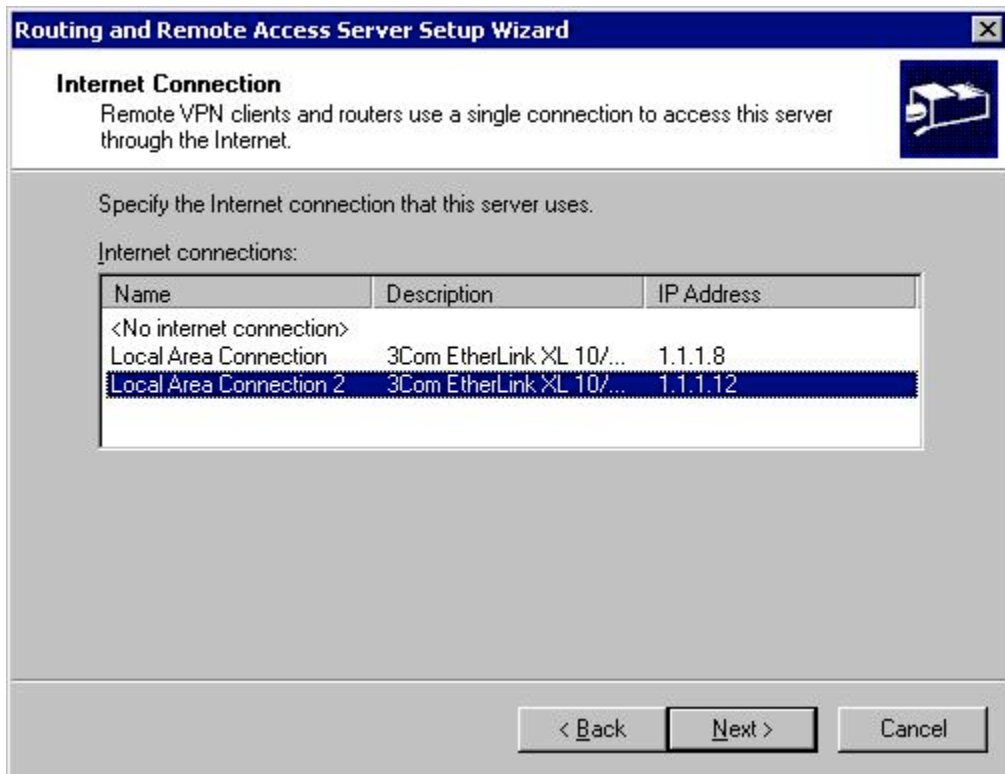 Routing and Remote Access Server Setup Wizard
Internet Connection
Remote VPN clients and routers use a single connection to access this server
through the Internet.
Specify the Internet connection that this server uses.
Internet connections:
Name Description IP Address
<No internet connection>
Local Area Connection 3Com EtherLink XL 10/... 1.1.1.8
Local Area Connection 2 3Com EtherLink XL 10/... 1.1.1.12
< Back Next > Cancel